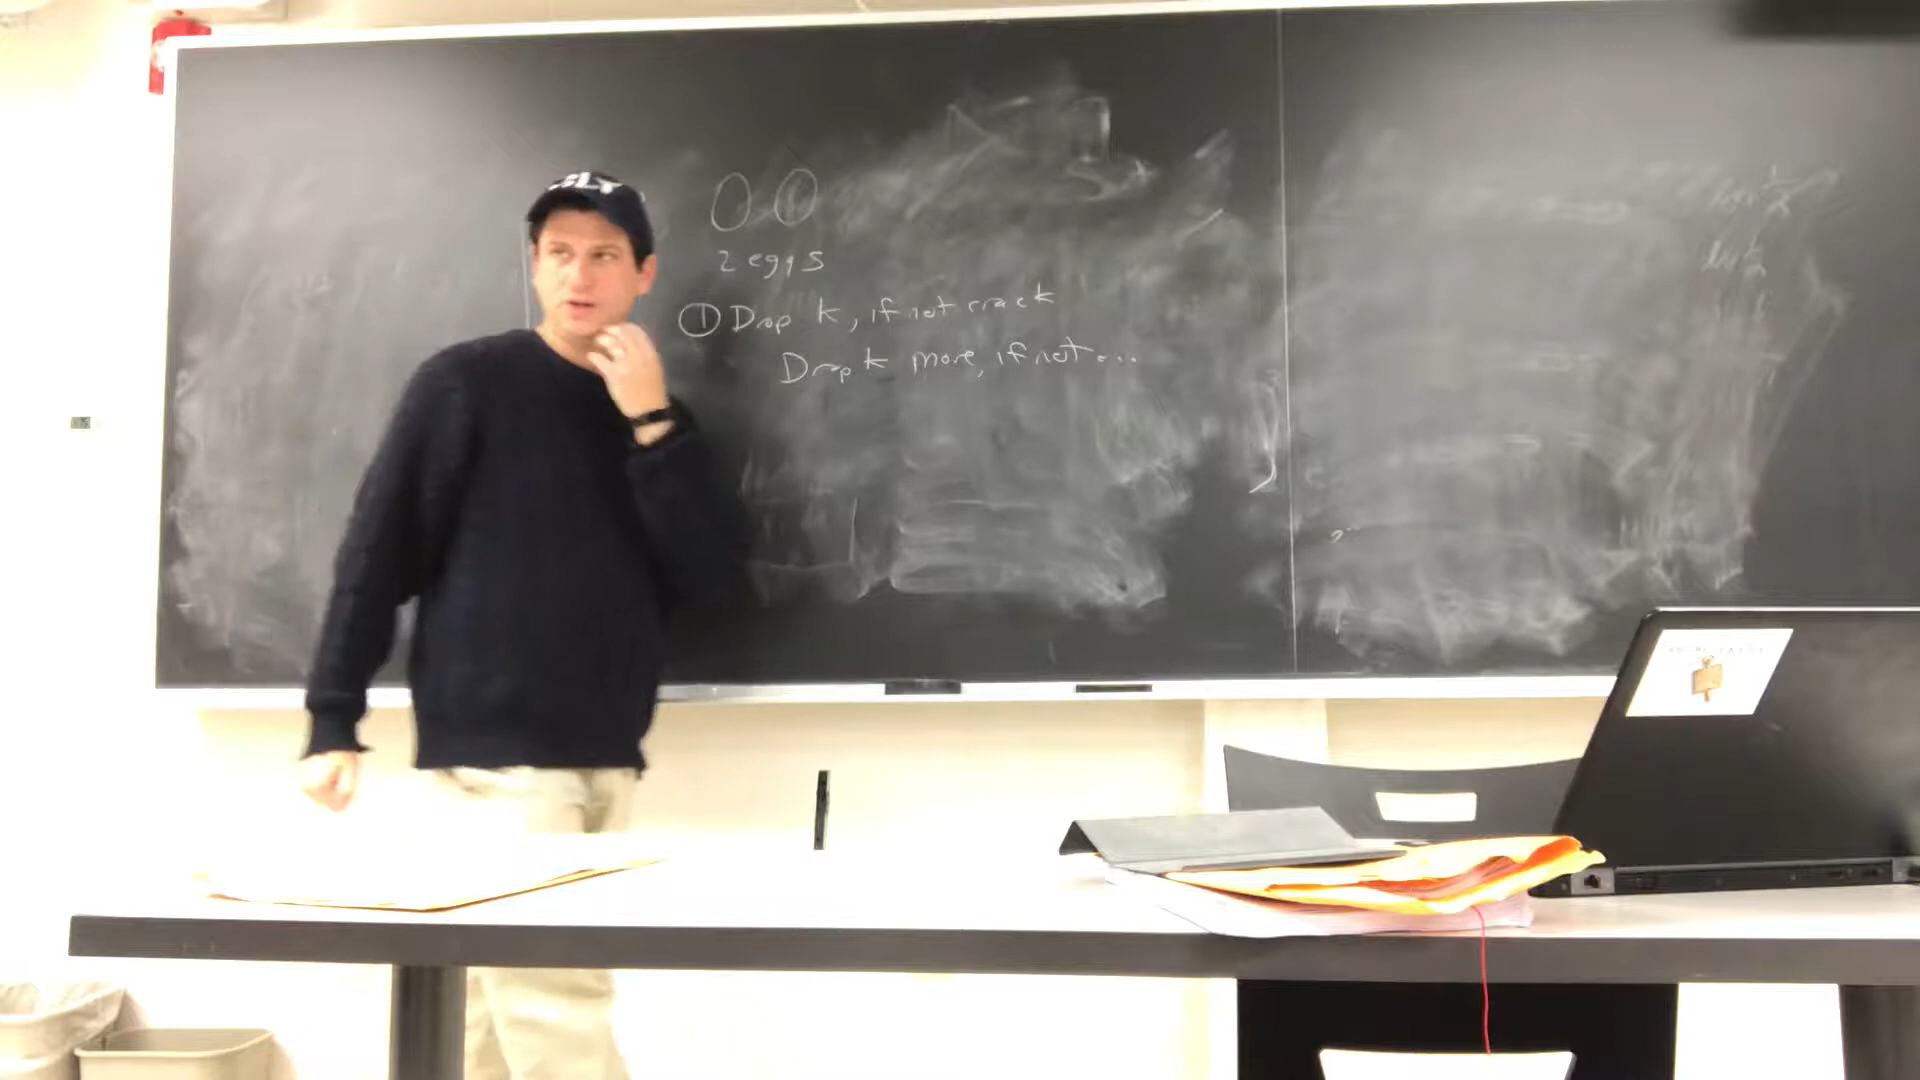 2 eggs
① Drop k, if not crack
Drop k more, if not...